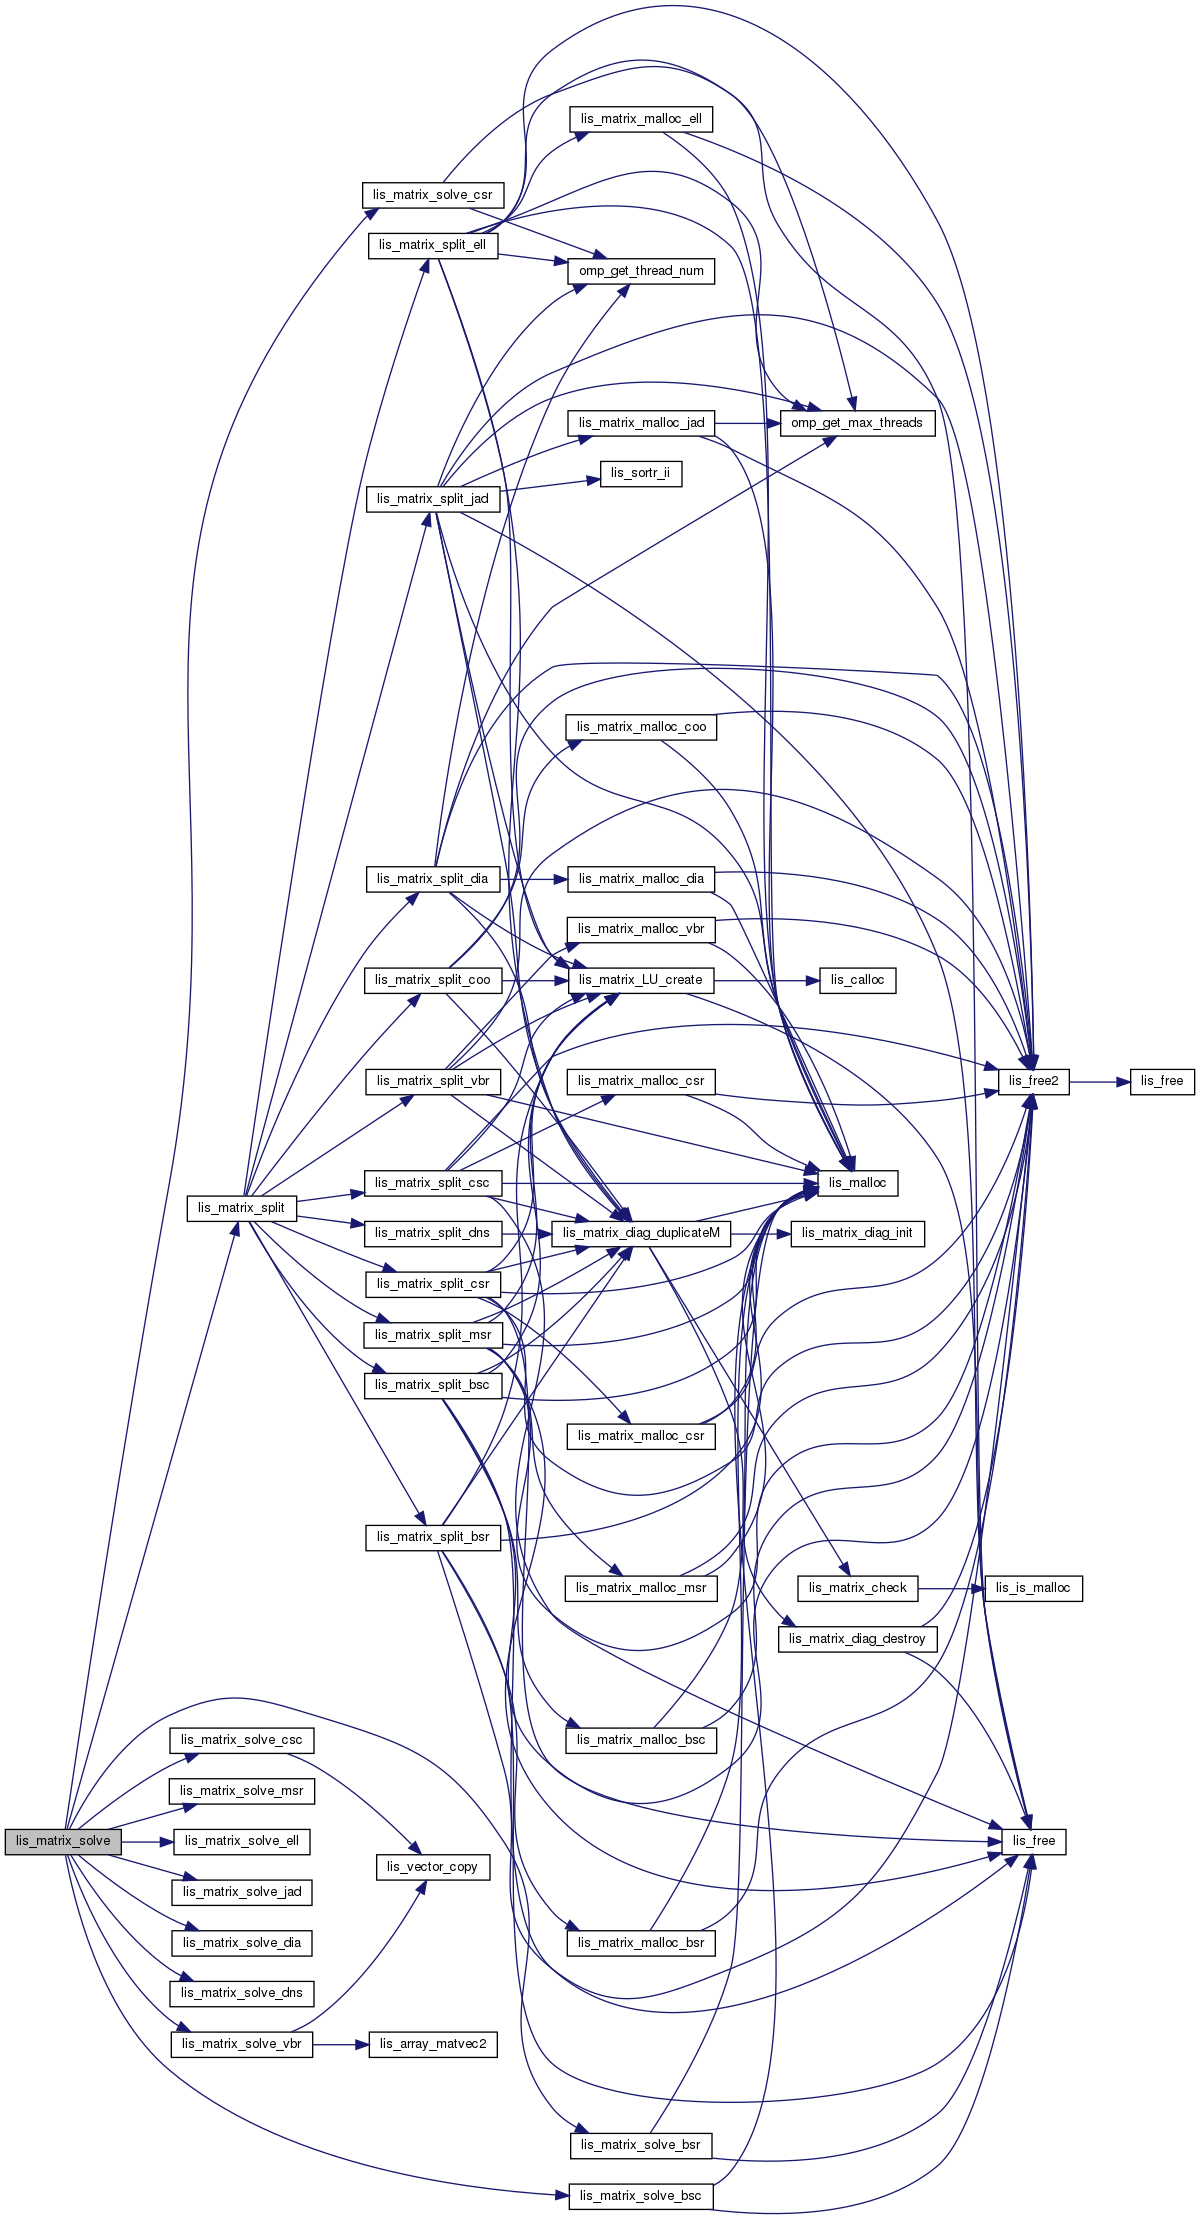 lis_matrix_malloc_ell
lis_matrix_solve_csr
lis_matrix_split_ell
omp_get_thread_num
lis_matrix_malloc_jad
omp_get_max_threads
lis_sortr_ii
lis_matrix_split_jad
lis_matrix_malloc_coo
lis_matrix_split_dia
lis_matrix_malloc_dia
lis_matrix_malloc_vbr
lis_matrix_split_coo
lis_matrix_LU_create
lis_calloc
lis_matrix_split_vbr
lis_matrix_malloc_csr
lis_free2
lis_free
lis_matrix_split_csc
lis_malloc
lis_matrix_split
lis_matrix_split_dns
lis_matrix_diag_duplicateM
lis_matrix_diag_init
lis_matrix_split_csr
lis_matrix_split_msr
lis_matrix_split_bsc
lis_matrix_malloc_csr
lis_matrix_split_bsr
lis_matrix_malloc_msr
lis_matrix_check
lis_is_malloc
lis_matrix_diag_destroy
lis_matrix_solve_csc
lis_matrix_malloc_bsc
lis_matrix_solve_msr
lis_matrix_solve
lis_matrix_solve_ell
lis_free
lis_vector_copy
lis_matrix_solve_jad
lis_matrix_solve_dia
lis_matrix_malloc_bsr
lis_matrix_solve_dns
lis_matrix_solve_vbr
lis_array_matvec2
lis_matrix_solve_bsr
lis_matrix_solve_bsc